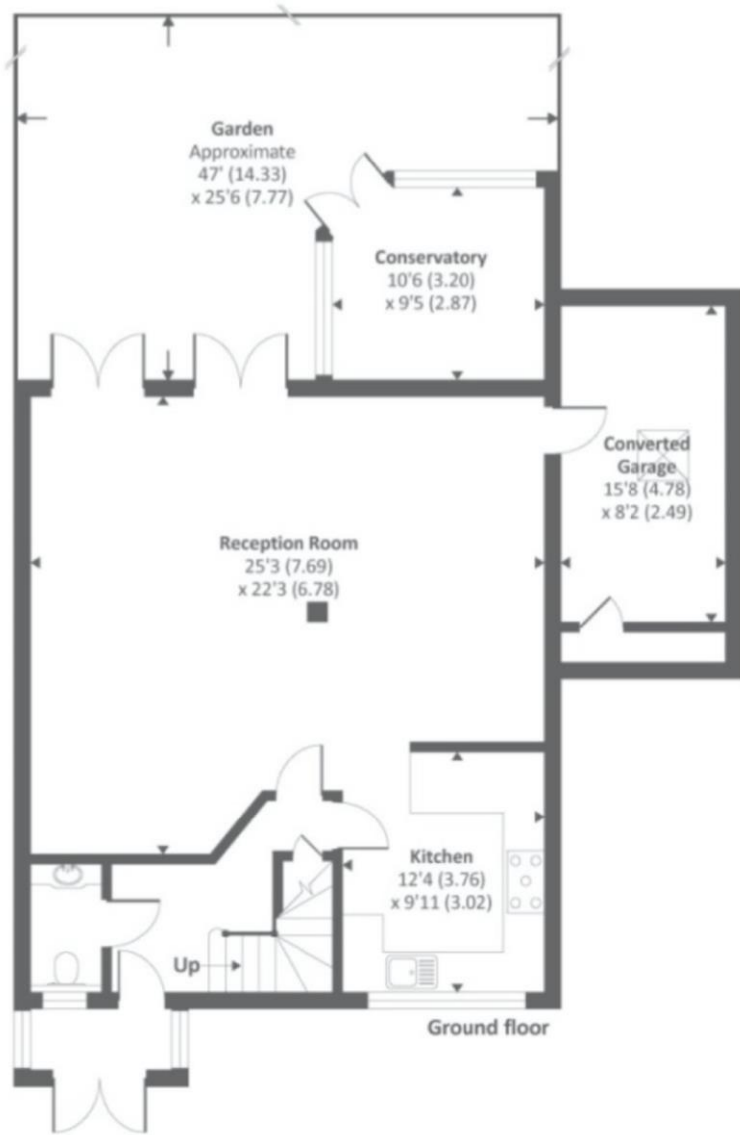 Garden
Approximate
47' (14.33)
x 25'6 (7.77)
Conservatory
10'6 (3.20)
x 9'5 (2.87)
Converted
Garage
15'8 (4.78)
x 8'2 (2.49)
Reception Room
25'3 (7.69)
x 22'3 (6.78)
Kitchen
12'4 (3.76)
x 9'11 (3.02)
Up
Ground floor